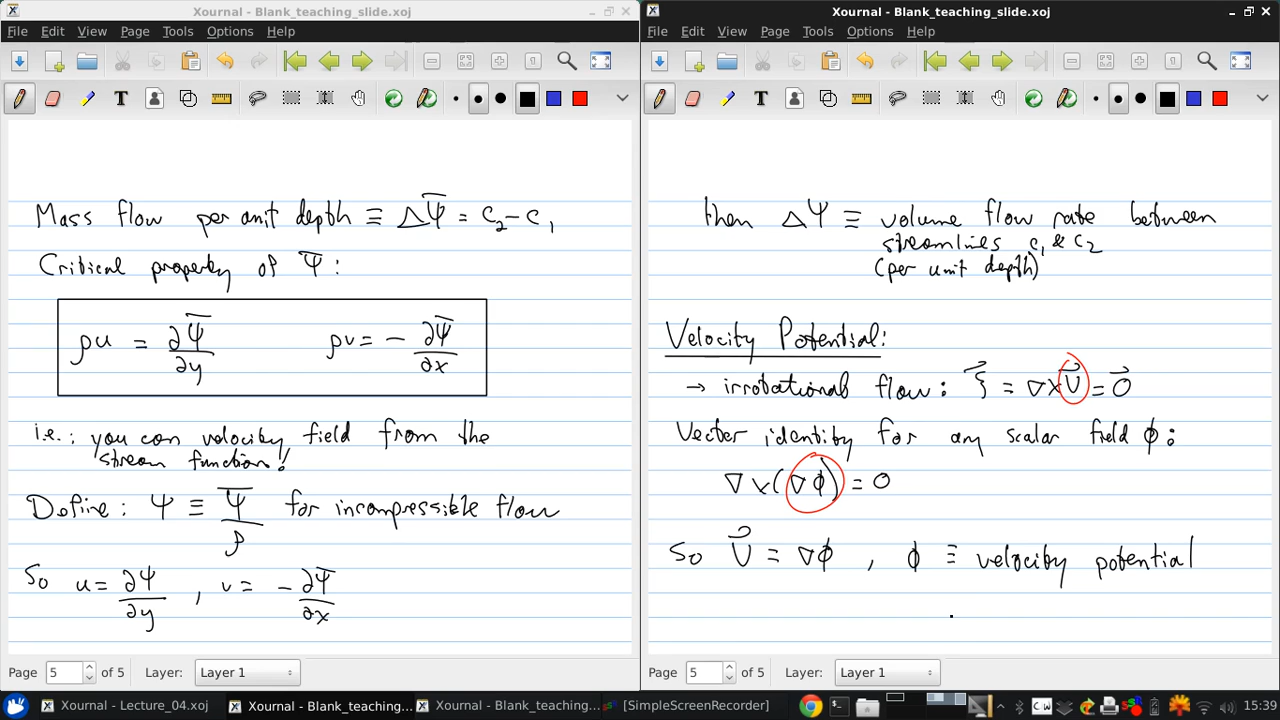 Xournal - Blank_teaching_slide.xoj
File Edit View Page Tools Options Help
Mass flow per unit depth ≡ ΔΨ̅ = c₂ - c₁
Critical property of Ψ̅ :
ρu = ∂Ψ̅/∂y ρv = - ∂Ψ̅/∂x
i.e.: you can velocity field from the
stream function!
Define: Ψ ≡ Ψ̅/ρ for incompressible flow
So u = ∂Ψ/∂y , v = - ∂Ψ̅/∂x
Page 5 of 5 Layer: Layer 1
Xournal - Blank_teaching_slide.xoj
File Edit View Page Tools Options Help
then ΔΨ ≡ volume flow rate between
streamlines c₁ & c₂
(per unit depth)
Velocity Potential:
→ irrotational flow: ξ⃗ = ∇×V⃗ = 0⃗
Vector identity for any scalar field ϕ:
∇×(∇ϕ) = 0
So V⃗ = ∇ϕ , ϕ ≡ velocity potential
Page 5 of 5 Layer: Layer 1
Xournal - Lecture_04.xoj Xournal - Blank_teaching... Xournal - Blank_teaching... [SimpleScreenRecorder] 15:39